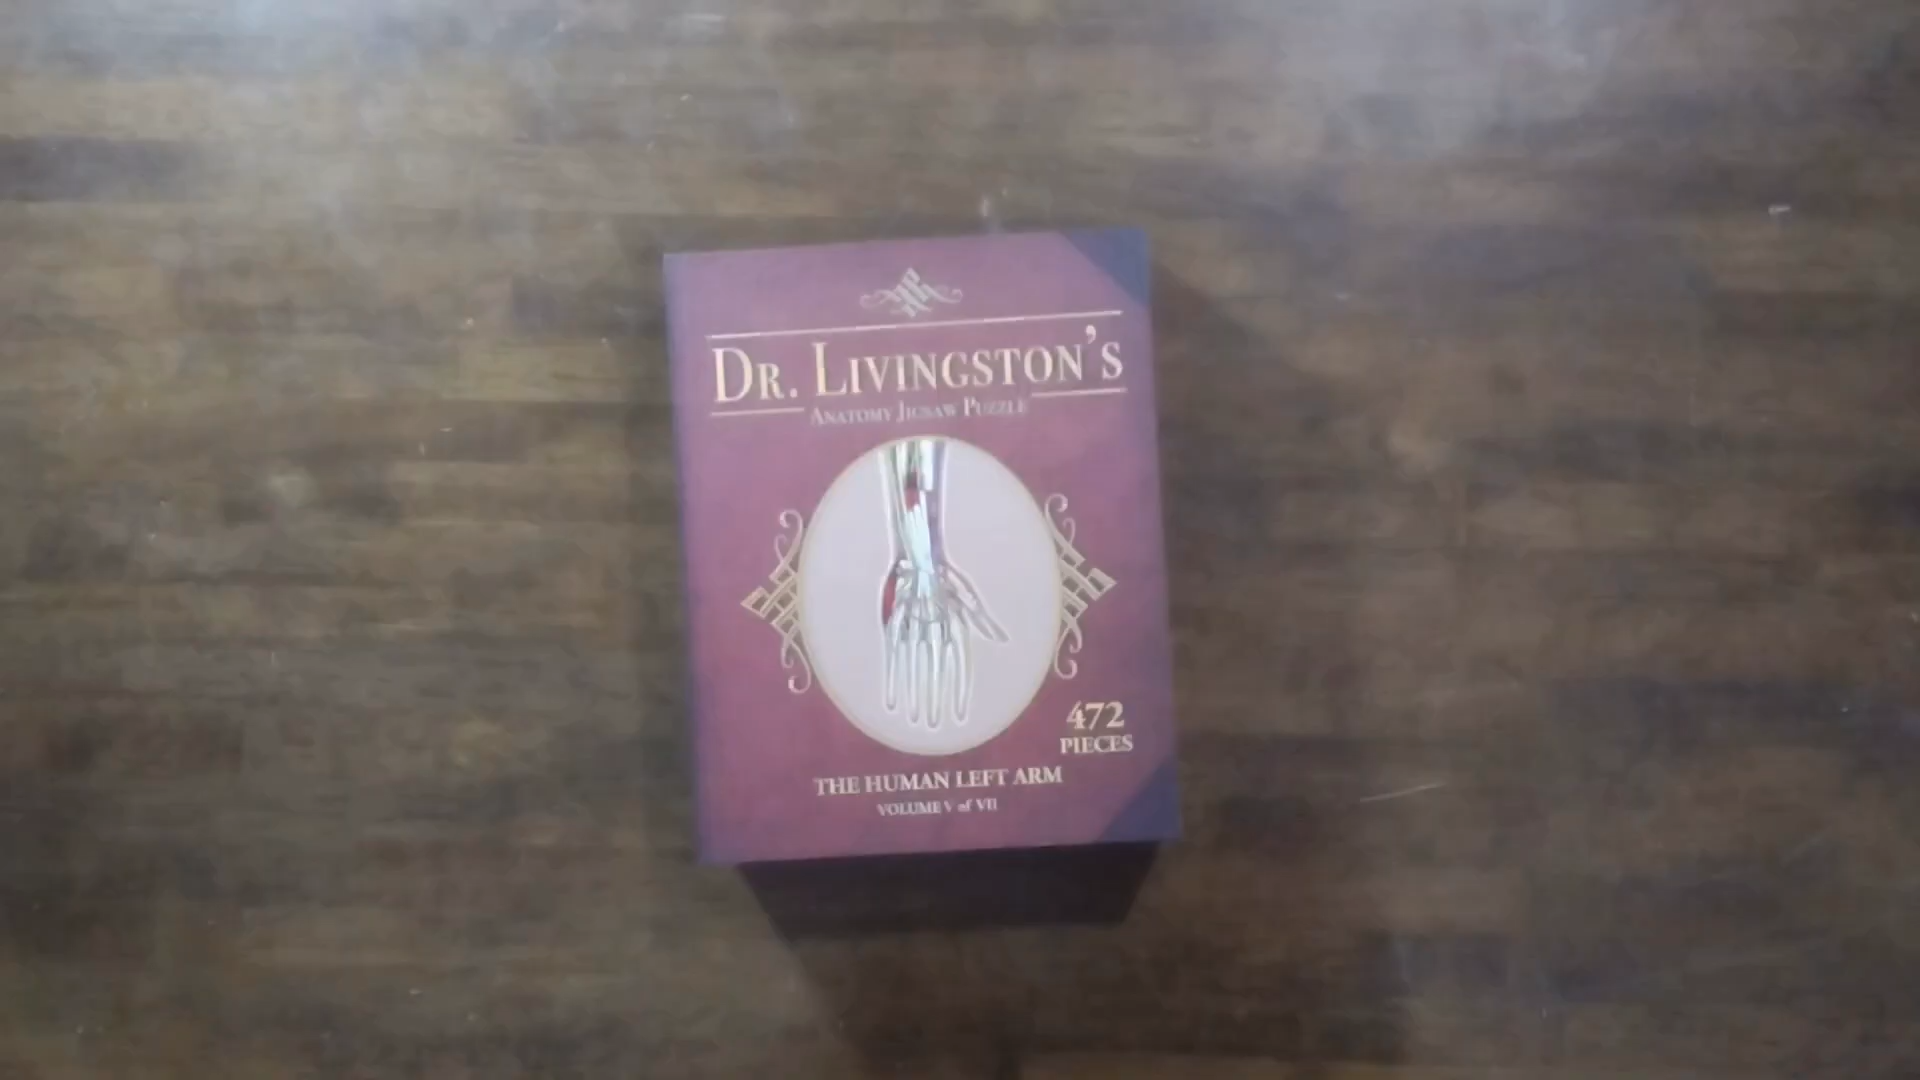 DR. LIVINGSTON'S
ANATOMY JIGSAW PUZZLE
472
PIECES
THE HUMAN LEFT ARM
VOLUME V of VII